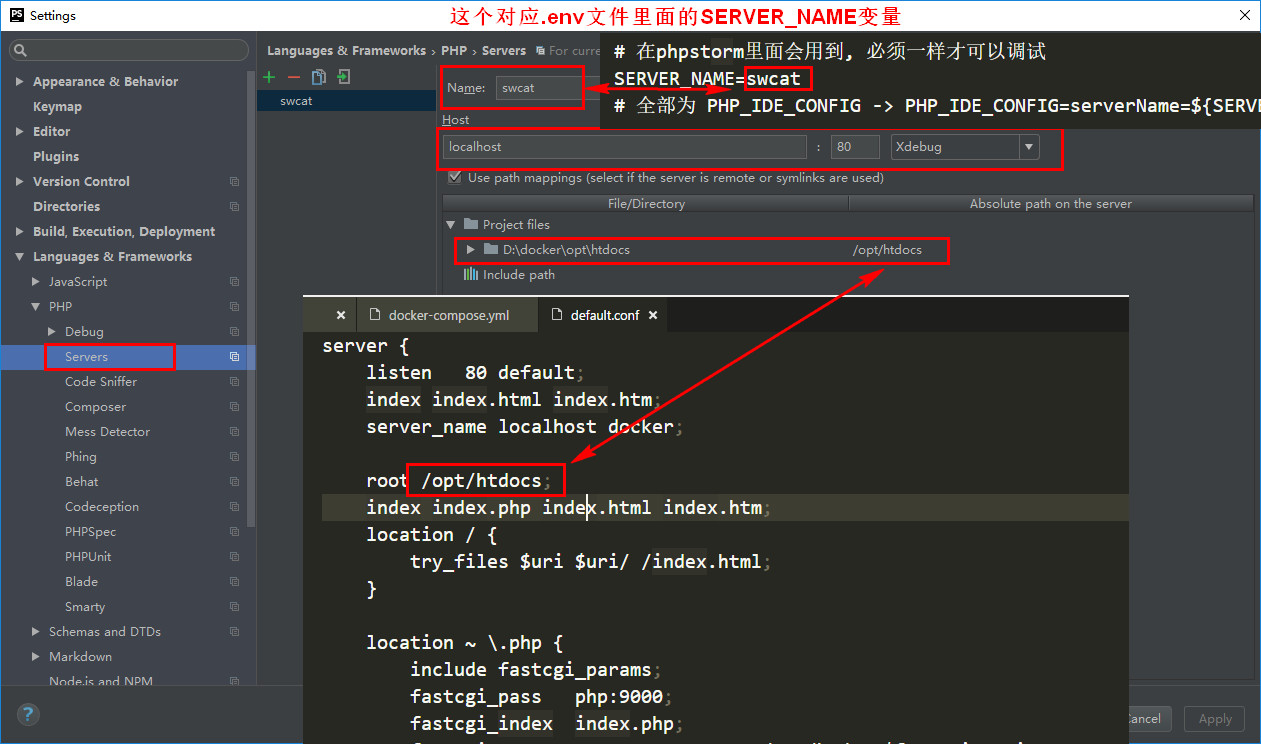 PS Settings
这个对应.env文件里面的SERVER_NAME变量
Languages & Frameworks › PHP › Servers For curre
# 在phpstorm里面会用到, 必须一样才可以调试
SERVER_NAME=swcat
# 全部为 PHP_IDE_CONFIG -> PHP_IDE_CONFIG=serverName=${SERV
Appearance & Behavior
Keymap
Editor
Plugins
Version Control
Directories
Build, Execution, Deployment
Languages & Frameworks
JavaScript
PHP
Debug
Servers
Code Sniffer
Composer
Mess Detector
Phing
Behat
Codeception
PHPSpec
PHPUnit
Blade
Smarty
Schemas and DTDs
Markdown
Node.js and NPM
?
swcat
Name: swcat
Host
localhost : 80 Xdebug
Use path mappings (select if the server is remote or symlinks are used)
File/Directory Absolute path on the server
Project files
D:\docker\opt\htdocs /opt/htdocs
Include path
docker-compose.yml default.conf
server {
listen 80 default;
index index.html index.htm;
server_name localhost docker;
root /opt/htdocs;
index index.php index.html index.htm;
location / {
try_files $uri $uri/ /index.html;
}
location ~ \.php {
include fastcgi_params;
fastcgi_pass php:9000;
fastcgi_index index.php;
Cancel Apply